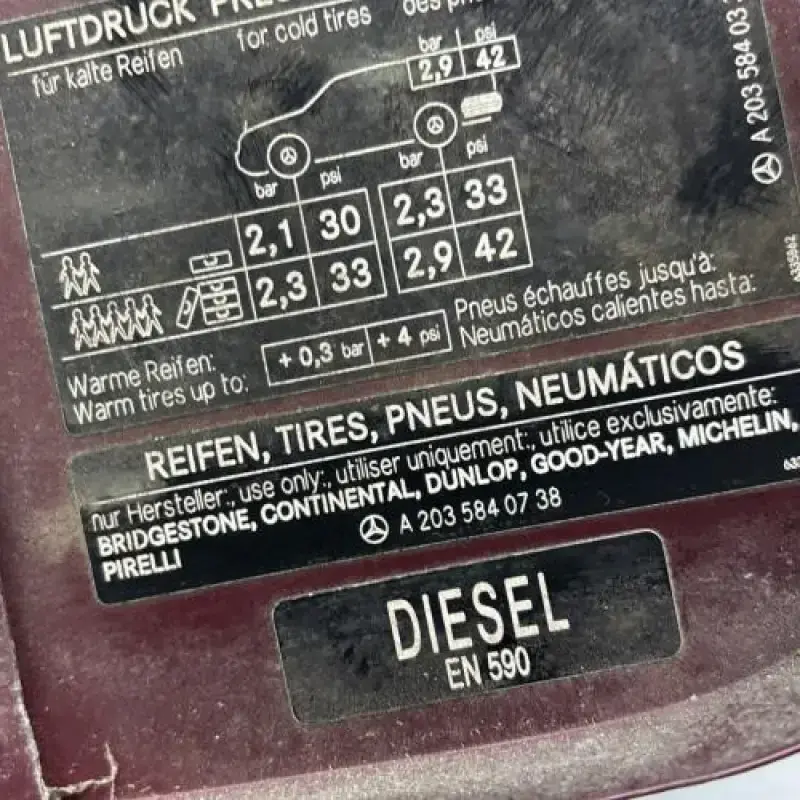 LUFTDRUCK
für kalte Reifen for cold tires
bar psi
2,9 42
bar psi bar psi
2,1 30 2,3 33
2,3 33 2,9 42
Warme Reifen: Pneus échauffes jusqu'à:
Warm tires up to: + 0,3 bar + 4 psi Neumáticos calientes hasta:
A 203 584 03
REIFEN, TIRES, PNEUS, NEUMÁTICOS
nur Hersteller:, use only:, utiliser uniquement:, utilice exclusivamente:
BRIDGESTONE, CONTINENTAL, DUNLOP, GOOD-YEAR, MICHELIN,
PIRELLI
A 203 584 07 38
DIESEL
EN 590